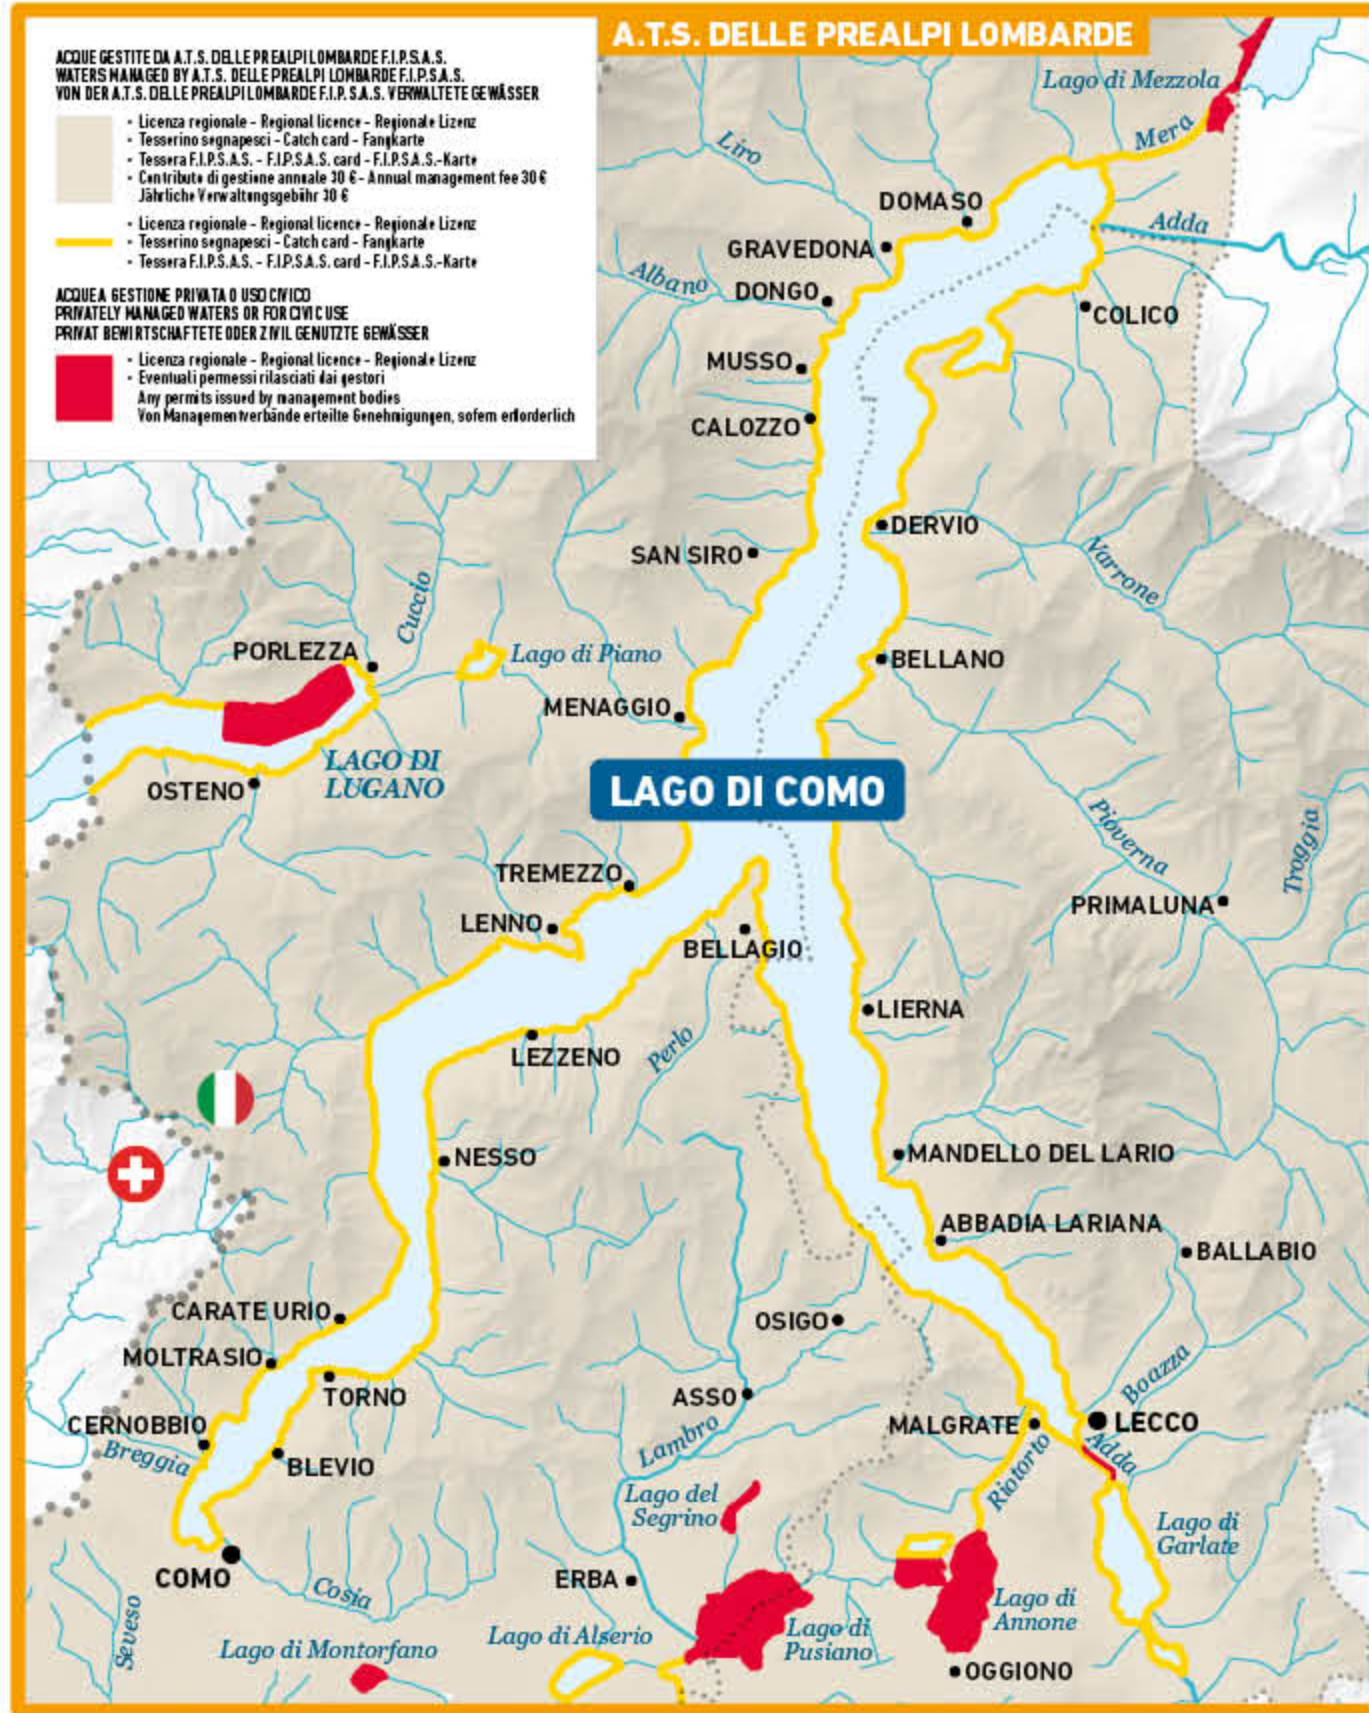 A.T.S. DELLE PREALPI LOMBARDE
ACQUE GESTITE DA A.T.S. DELLE PREALPI LOMBARDE F.I.P.S.A.S.
WATERS MANAGED BY A.T.S. DELLE PREALPI LOMBARDE F.I.P.S.A.S.
VON DER A.T.S. DELLE PREALPI LOMBARDE F.I.P.S.A.S. VERWALTETE GEWÄSSER
- Licenza regionale - Regional licence - Regionale Lizenz
- Tesserino segnapesci - Catch card - Fangkarte
- Tessera F.I.P.S.A.S. - F.I.P.S.A.S. card - F.I.P.S.A.S.-Karte
- Contributo di gestione annuale 30 € - Annual management fee 30 €
Jährliche Verwaltungsgebühr 30 €
- Licenza regionale - Regional licence - Regionale Lizenz
- Tesserino segnapesci - Catch card - Fangkarte
- Tessera F.I.P.S.A.S. - F.I.P.S.A.S. card - F.I.P.S.A.S.-Karte
ACQUE A GESTIONE PRIVATA O USO CIVICO
PRIVATELY MANAGED WATERS OR FOR CIVIC USE
PRIVAT BEWIRTSCHAFTETE ODER ZIVIL GENUTZTE GEWÄSSER
- Licenza regionale - Regional licence - Regionale Lizenz
- Eventuali permessi rilasciati dai gestori
Any permits issued by management bodies
Von Managementverbände erteilte Genehmigungen, sofern erforderlich
Lago di Mezzola
Mera
Liro
DOMASO
Adda
GRAVEDONA
Albano
DONGO
COLICO
MUSSO
CALOZZO
DERVIO
SAN SIRO
Varrone
Cuccio
PORLEZZA
Lago di Piano
BELLANO
MENAGGIO
LAGO DI
LUGANO
OSTENO
LAGO DI COMO
Pioverna
Troggia
TREMEZZO
PRIMALUNA
LENNO
BELLAGIO
LIERNA
LEZZENO
Perlo
NESSO
MANDELLO DEL LARIO
ABBADIA LARIANA
BALLABIO
CARATE URIO
OSIGO
MOLTRASIO
TORNO
ASSO
Boazza
CERNOBBIO
Breggia
BLEVIO
Lambro
MALGRATE
LECCO
Adda
Riotorto
Lago del
Segrino
Lago di
Garlate
COMO
Cosia
ERBA
Seveso
Lago di
Annone
Lago di Montorfano
Lago di Alserio
Lago di
Pusiano
OGGIONO